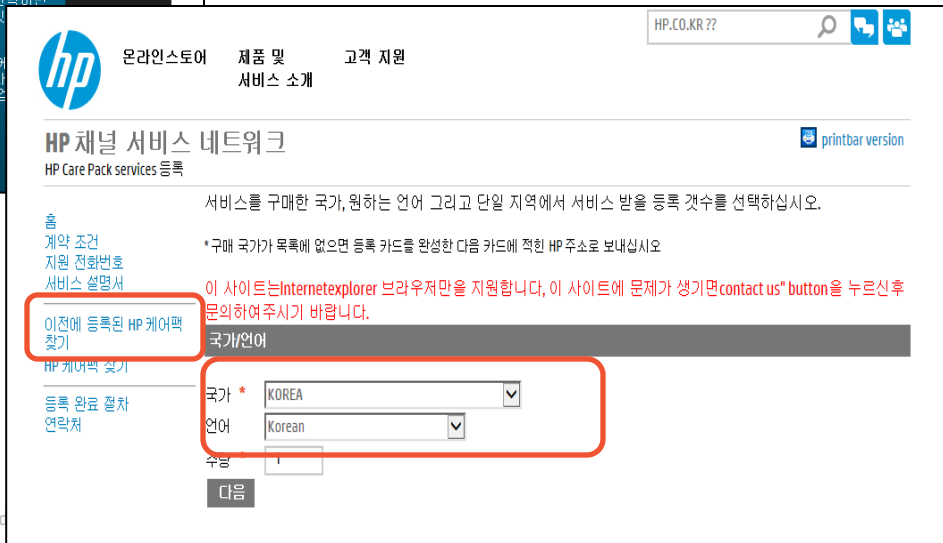 HP.CO.KR ??
hp
온라인스토어
제품 및
서비스 소개
고객 지원
HP 채널 서비스 네트워크
printbar version
HP Care Pack services 등록
서비스를 구매한 국가, 원하는 언어 그리고 단일 지역에서 서비스 받을 등록 갯수를 선택하십시오.
홈
계약 조건
지원 전화번호
서비스 설명서
*구매 국가가 목록에 없으면 등록 카드를 완성한 다음 카드에 적힌 HP 주소로 보내십시오
이 사이트는Internetexplorer 브라우저만을 지원합니다, 이 사이트에 문제가 생기면contact us" button을 누르신후
문의하여주시기 바랍니다.
이전에 등록된 HP 케어팩
찾기
HP 케어팩 찾기
등록 완료 절차
연락처
국가/언어
국가 * KOREA
언어 Korean
수량 * 1
다음